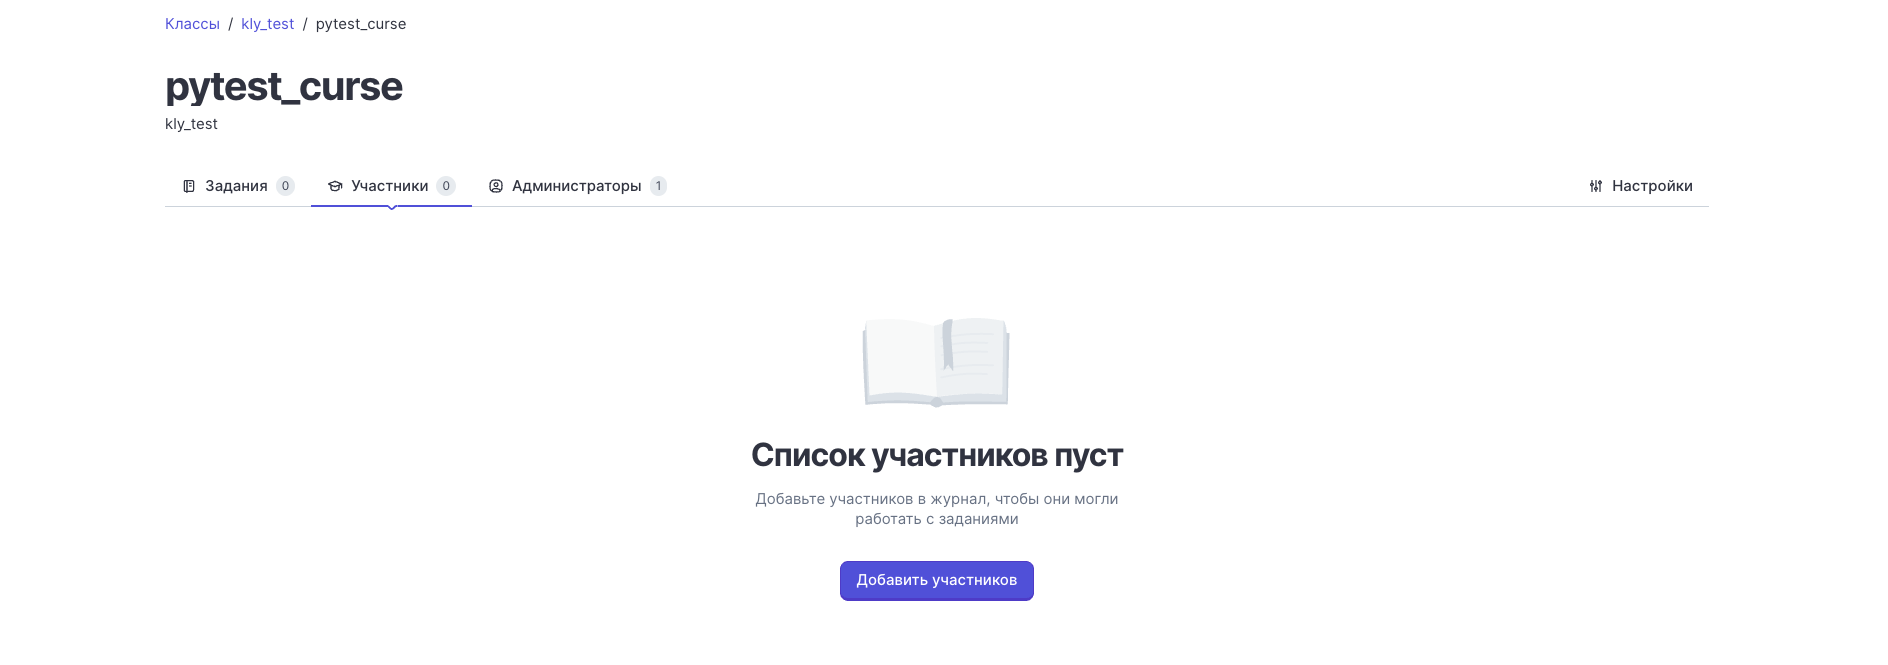 Классы / kly_test / pytest_curse
pytest_curse
kly_test
Задания 0 Участники 0 Администраторы 1 Настройки
Список участников пуст
Добавьте участников в журнал, чтобы они могли
работать с заданиями
Добавить участников